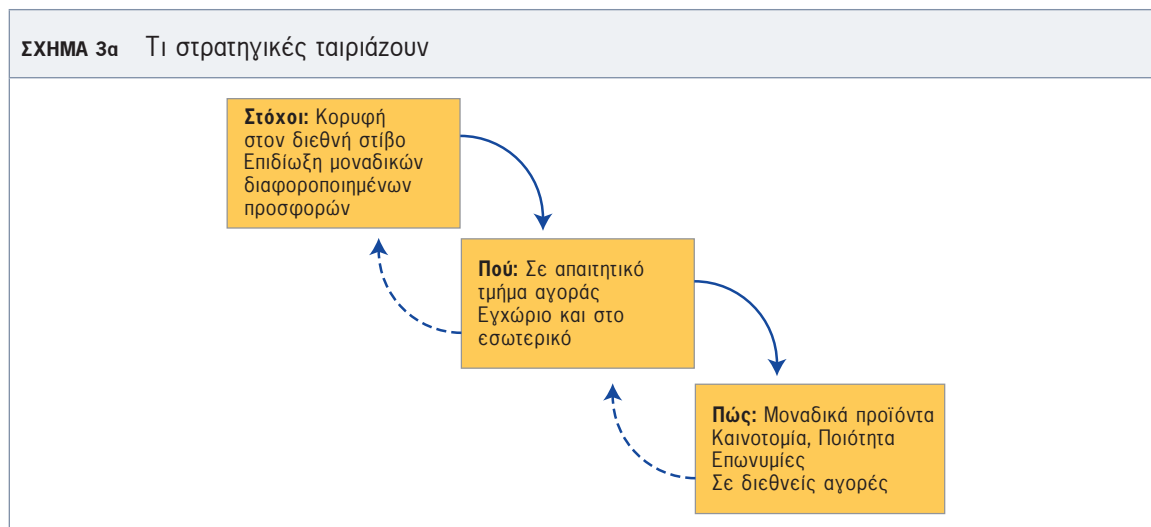 ΣΧΗΜΑ 3α Τι στρατηγικές ταιριάζουν
Στόχοι: Κορυφή
στον διεθνή στίβο
Επιδίωξη μοναδικών
διαφοροποιημένων
προσφορών
Πού: Σε απαιτητικό
τμήμα αγοράς
Εγχώριο και στο
εσωτερικό
Πώς: Μοναδικά προϊόντα
Καινοτομία, Ποιότητα
Επωνυμίες
Σε διεθνείς αγορές